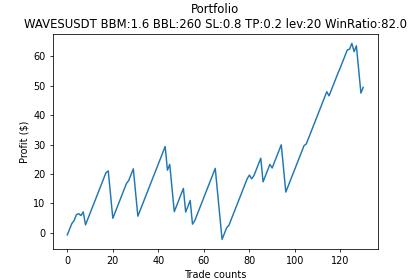 Portfolio
WAVESUSDT BBM:1.6 BBL:260 SL:0.8 TP:0.2 lev:20 WinRatio:82.0
Profit ($)
60
50
40
30
20
10
0
0 20 40 60 80 100 120
Trade counts